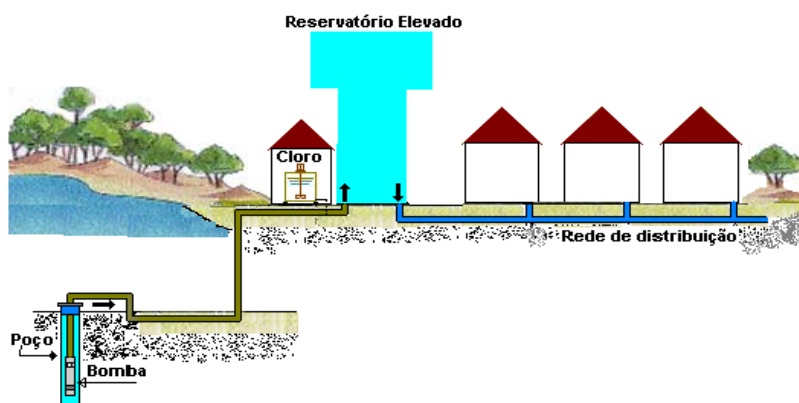 Reservatório Elevado
Cloro
Rede de distribuição
Poço
Bomba